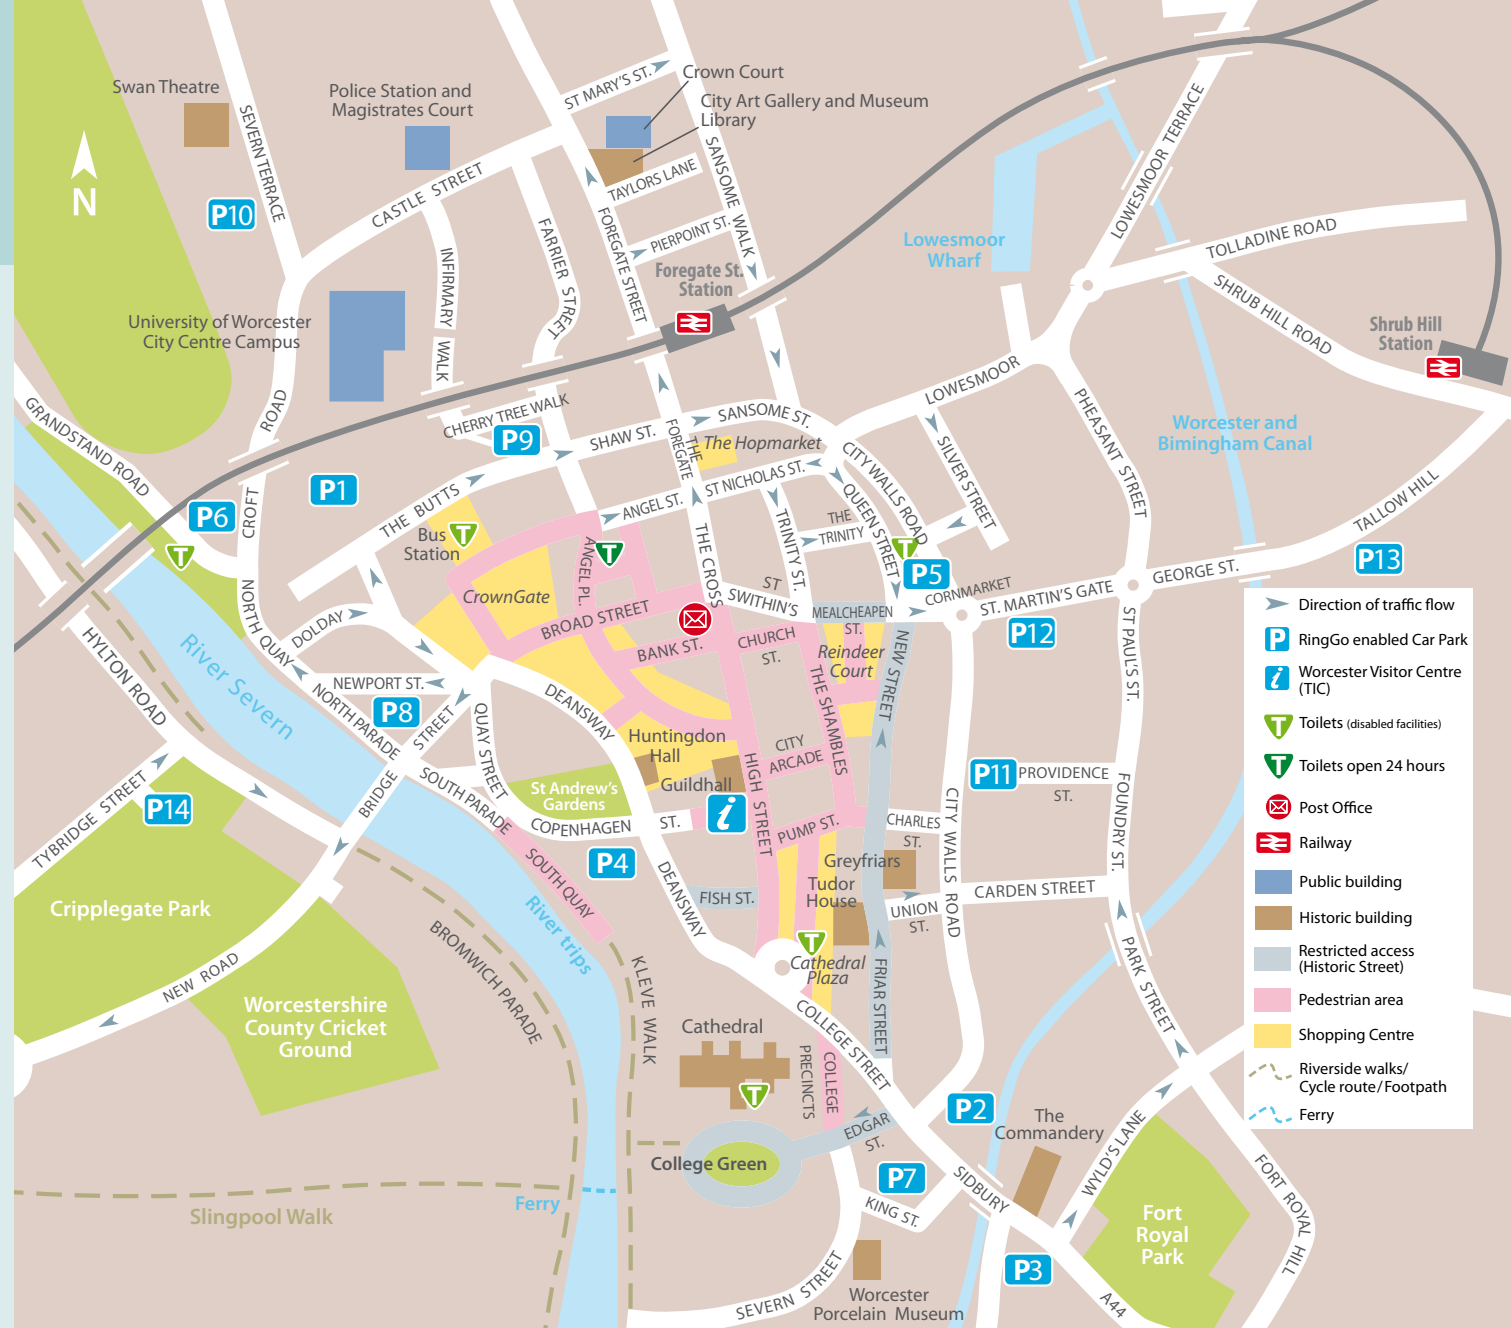 Swan Theatre
SEVERN TERRACE
Police Station and
Magistrates Court
ST MARY'S ST.
Crown Court
City Art Gallery and Museum
Library
N
P10
CASTLE STREET
TAYLORS LANE
SANSOME WALK
FOREGATE STREET
PIERPOINT ST.
FARRIER STREET
INFIRMARY WALK
Foregate St.
Station
Lowesmoor
Wharf
LOWESMOOR TERRACE
TOLLADINE ROAD
SHRUB HILL ROAD
Shrub Hill
Station
University of Worcester
City Centre Campus
GRANDSTAND ROAD
CROFT ROAD
CHERRY TREE WALK
P9
SHAW ST.
SANSOME ST.
THE
FOREGATE
The Hopmarket
LOWESMOOR
PHEASANT STREET
Worcester and
Bimingham Canal
P1
P6
T
THE BUTTS
Bus
Station
T
ANGEL ST.
ST NICHOLAS ST.
CITY WALLS ROAD
SILVER STREET
QUEEN STREET
THE
TRINITY
TRINITY ST.
T
P5
TALLOW HILL
P13
ANGEL PL.
T
THE CROSS
CrownGate
BROAD STREET
BANK ST.
ST
SWITHIN'S
MEALCHEAPEN
ST.
CORNMARKET
ST. MARTIN'S GATE
GEORGE ST.
P12
ST PAUL'S ST.
NORTH QUAY
DOLDAY
HYLTON ROAD
River Severn
NEWPORT ST.
P8
NORTH PARADE
CHURCH
ST.
Reindeer
Court
NEW STREET
THE SHAMBLES
DEANSWAY
QUAY STREET
Huntingdon
Hall
Guildhall
CITY
ARCADE
HIGH STREET
BRIDGE STREET
SOUTH PARADE
St Andrew's
Gardens
COPENHAGEN ST.
i
PUMP ST.
P11
PROVIDENCE
ST.
FOUNDRY ST.
CHARLES
ST.
CITY WALLS ROAD
TYBRIDGE STREET
P14
P4
SOUTH QUAY
DEANSWAY
FISH ST.
Greyfriars
Tudor
House
UNION
ST.
CARDEN STREET
Cripplegate Park
River trips
BROMWICH PARADE
NEW ROAD
KLEVE WALK
T
Cathedral
Plaza
FRIAR STREET
PARK STREET
Worcestershire
County Cricket
Ground
Cathedral
T
COLLEGE STREET
COLLEGE
PRECINCTS
EDGAR
ST.
College Green
P2
The
Commandery
WYLD'S LANE
P7
KING ST.
SIDBURY
Slingpool Walk
Ferry
Fort
Royal
Park
FORT ROYAL HILL
P3
SEVERN STREET
Worcester
Porcelain Museum
A44
Direction of traffic flow
P RingGo enabled Car Park
i Worcester Visitor Centre
(TIC)
T Toilets (disabled facilities)
T Toilets open 24 hours
Post Office
Railway
Public building
Historic building
Restricted access
(Historic Street)
Pedestrian area
Shopping Centre
Riverside walks/
Cycle route/Footpath
Ferry